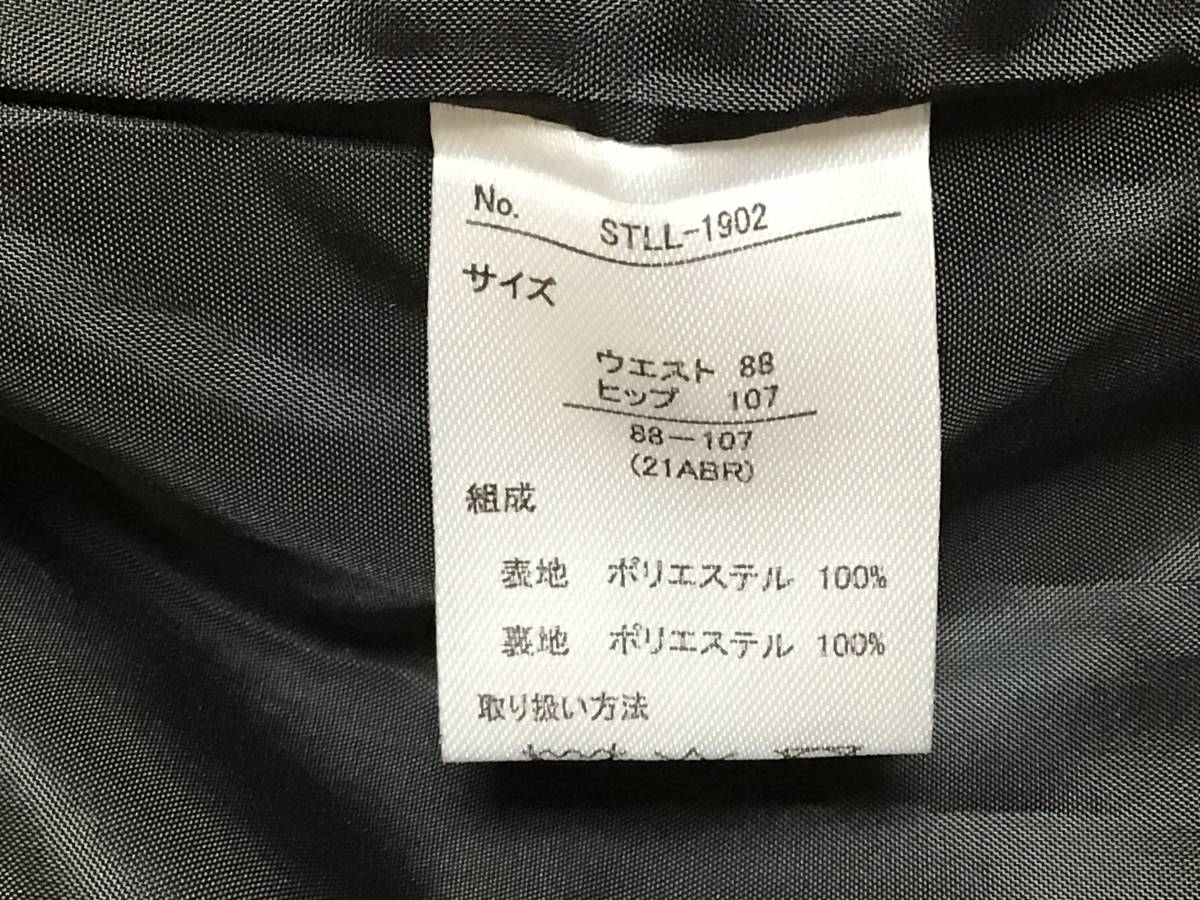 No. STLL-1902
サイズ
ウエスト 88
ヒップ 107
88-107
(21ABR)
組成
表地 ポリエステル 100%
裏地 ポリエステル 100%
取り扱い方法